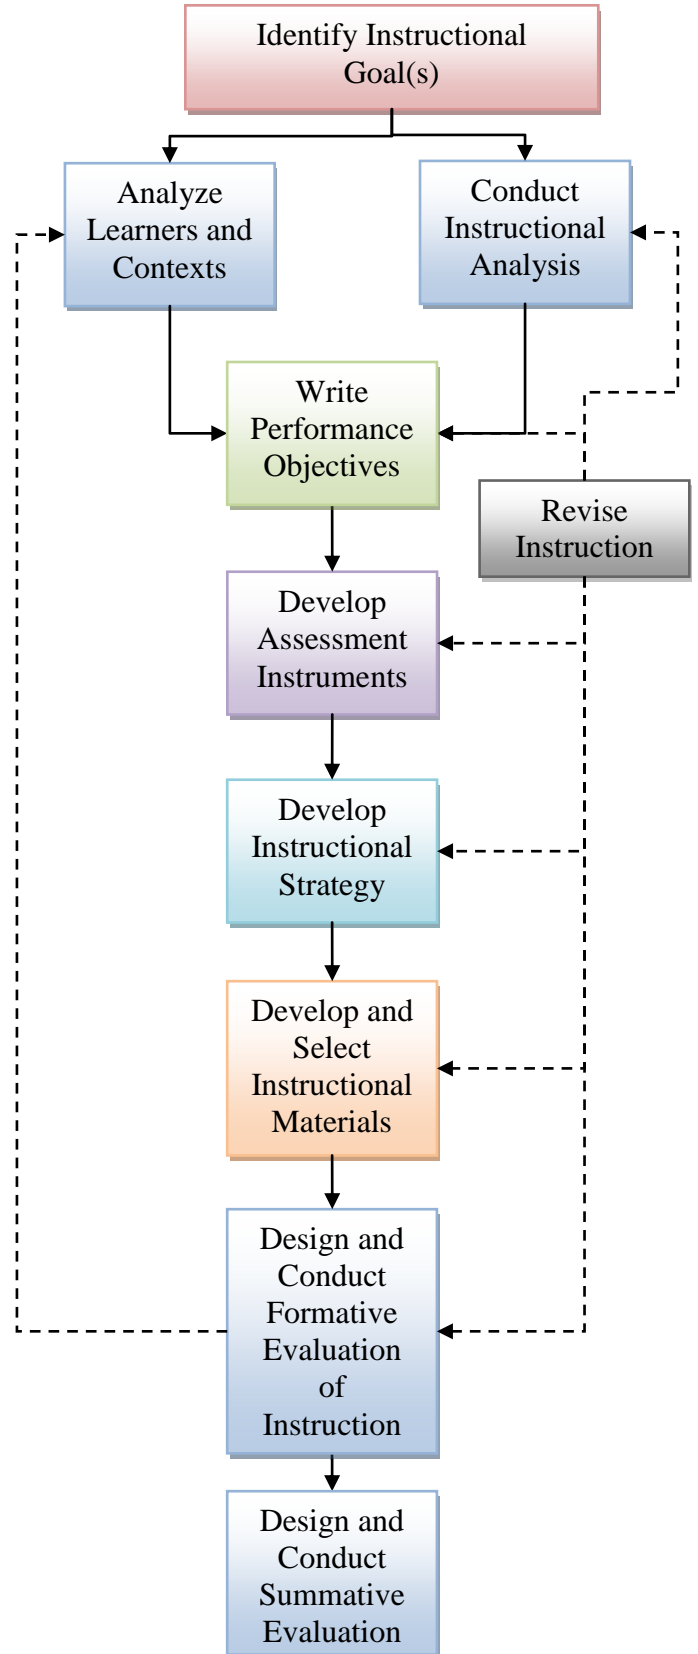 Identify Instructional
Goal(s)
Analyze
Learners and
Contexts
Conduct
Instructional
Analysis
Write
Performance
Objectives
Revise
Instruction
Develop
Assessment
Instruments
Develop
Instructional
Strategy
Develop and
Select
Instructional
Materials
Design and
Conduct
Formative
Evaluation
of
Instruction
Design and
Conduct
Summative
Evaluation